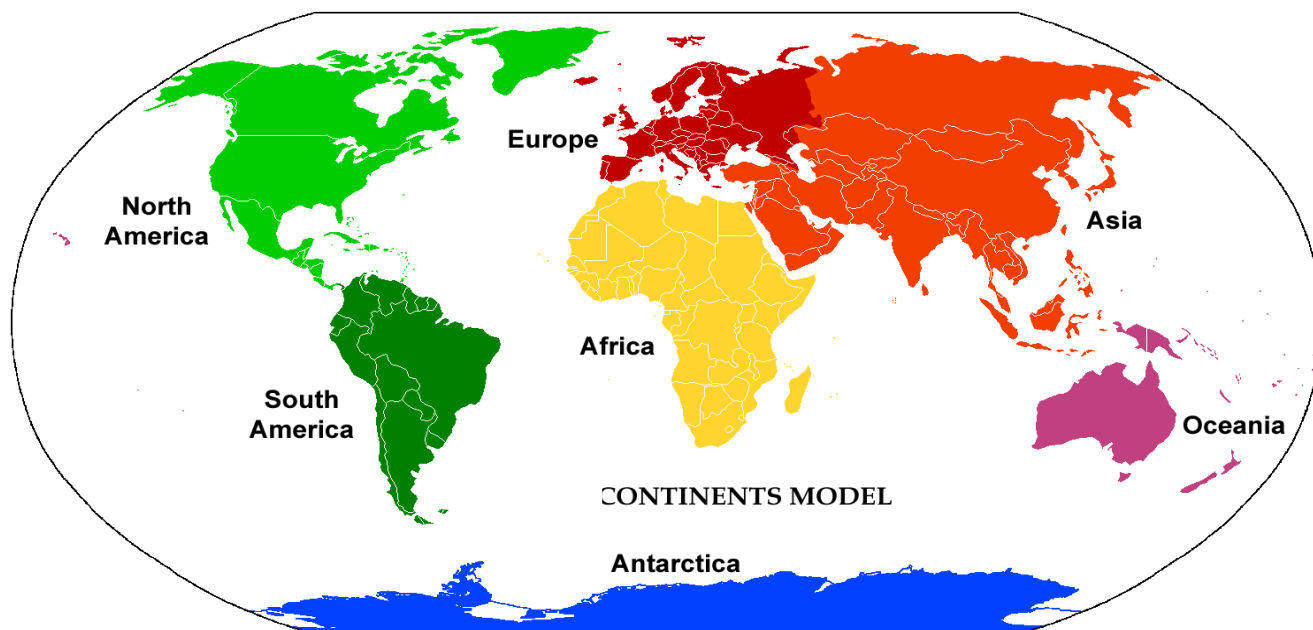 Europe
North
America
Asia
Africa
South
America
Oceania
CONTINENTS MODEL
Antarctica